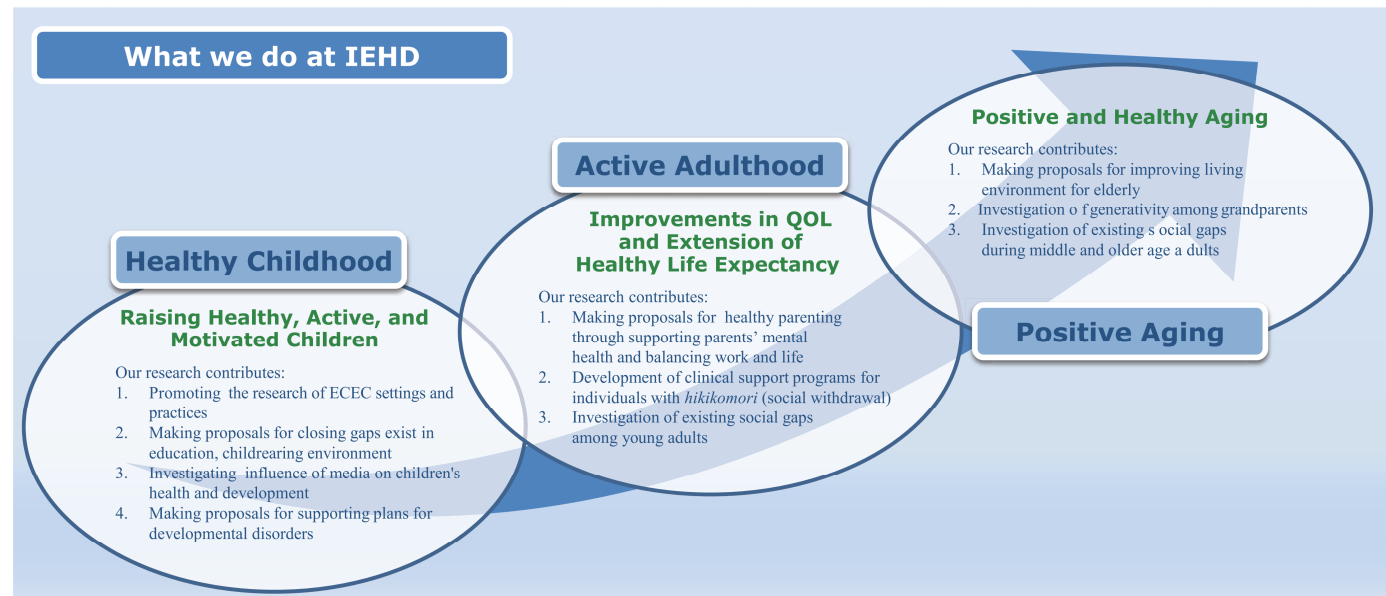 What we do at IEHD
Healthy Childhood
Raising Healthy, Active, and
Motivated Children
Our research contributes:
1. Promoting the research of ECEC settings and
practices
2. Making proposals for closing gaps exist in
education, childrearing environment
3. Investigating influence of media on children's
health and development
4. Making proposals for supporting plans for
developmental disorders
Active Adulthood
Improvements in QOL
and Extension of
Healthy Life Expectancy
Our research contributes:
1. Making proposals for healthy parenting
through supporting parents’ mental
health and balancing work and life
2. Development of clinical support programs for
individuals with hikikomori (social withdrawal)
3. Investigation of existing social gaps
among young adults
Positive and Healthy Aging
Our research contributes:
1. Making proposals for improving living
environment for elderly
2. Investigation o f generativity among grandparents
3. Investigation of existing s ocial gaps
during middle and older age a dults
Positive Aging